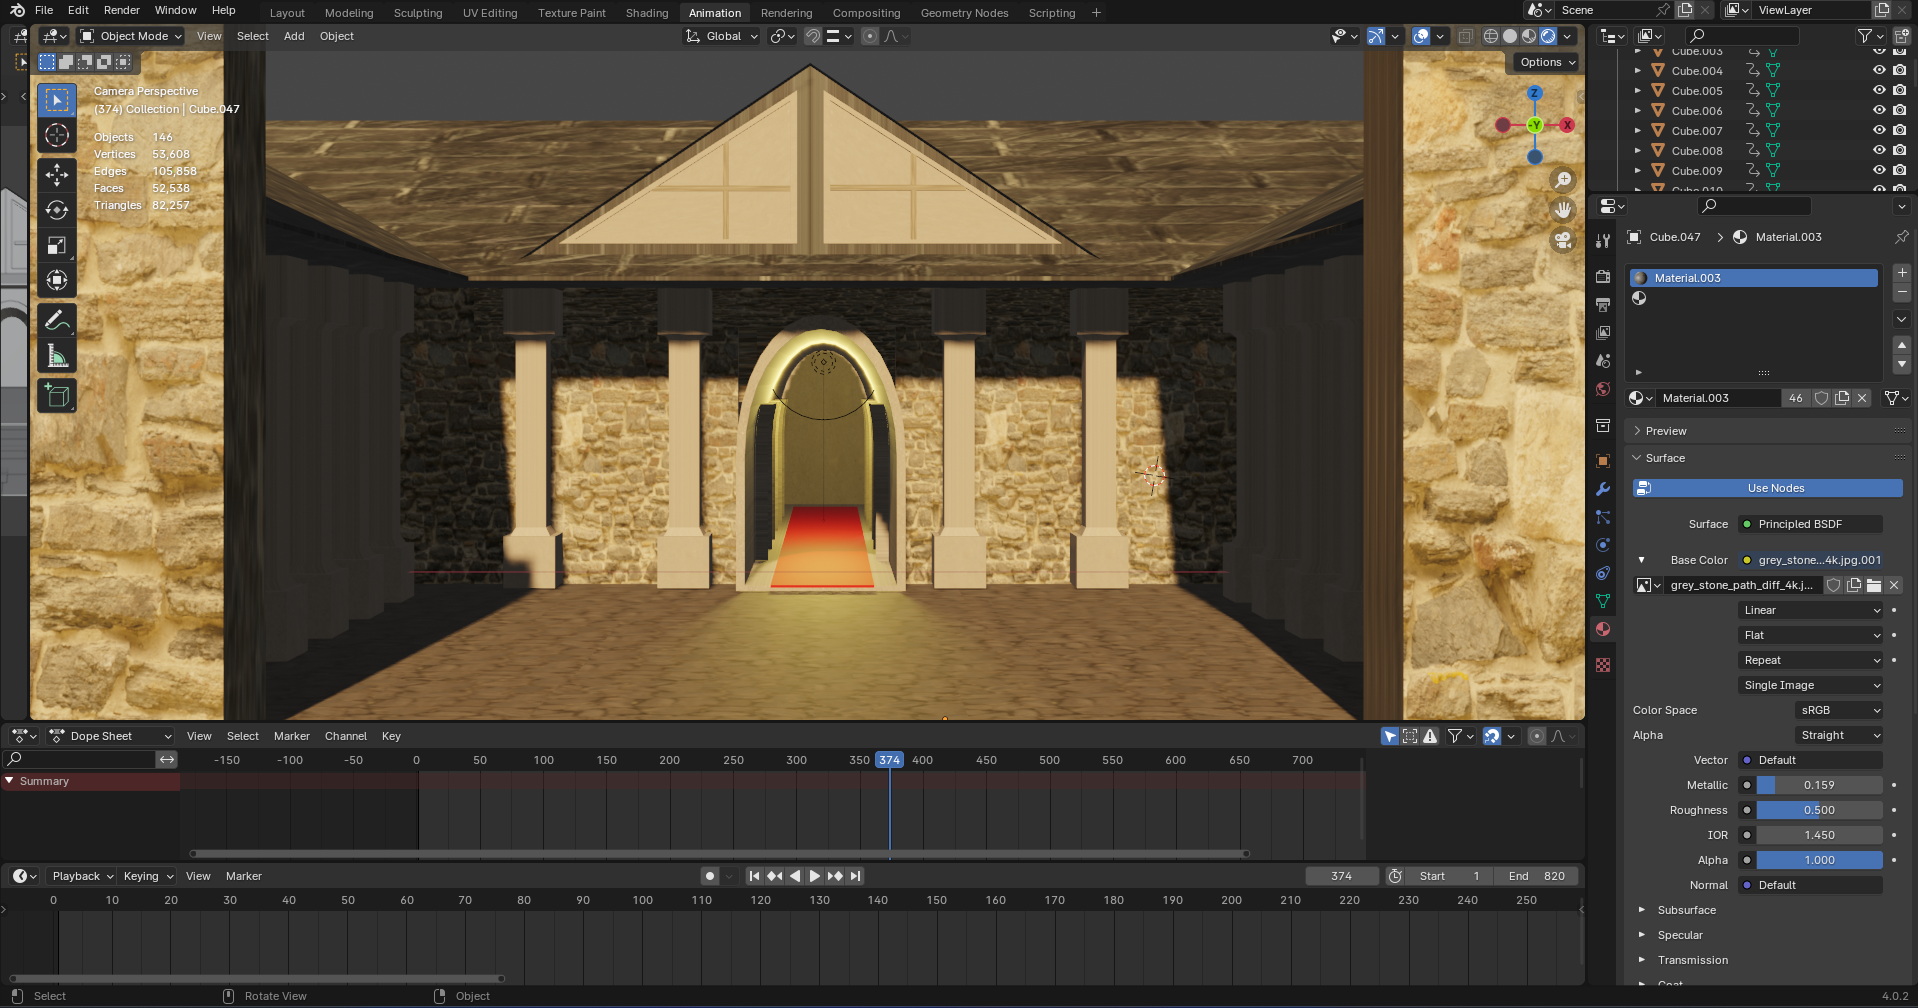 File Edit Render Window Help
Layout Modeling Sculpting UV Editing Texture Paint Shading Animation Rendering Compositing Geometry Nodes Scripting +
Scene
ViewLayer
Object Mode View Select Add Object
Global
Options
Camera Perspective
(374) Collection | Cube.047
Objects 146
Vertices 53,608
Edges 105,858
Faces 52,538
Triangles 82,257
Z
-Y
X
Cube.003
Cube.004
Cube.005
Cube.006
Cube.007
Cube.008
Cube.009
Cube.010
Cube.047 > Material.003
Material.003
Material.003 46
Preview
Surface
Use Nodes
Surface Principled BSDF
Base Color grey_stone...4k.jpg.001
grey_stone_path_diff_4k.j...
Linear
Flat
Repeat
Single Image
Color Space sRGB
Alpha Straight
Vector Default
Metallic 0.159
Roughness 0.500
IOR 1.450
Alpha 1.000
Normal Default
Subsurface
Specular
Transmission
Coat
Dope Sheet View Select Marker Channel Key
-150 -100 -50 0 50 100 150 200 250 300 350 374 400 450 500 550 600 650 700
Summary
Playback Keying View Marker
374 Start 1 End 820
0 10 20 30 40 50 60 70 80 90 100 110 120 130 140 150 160 170 180 190 200 210 220 230 240 250
Select Rotate View Object
4.0.2